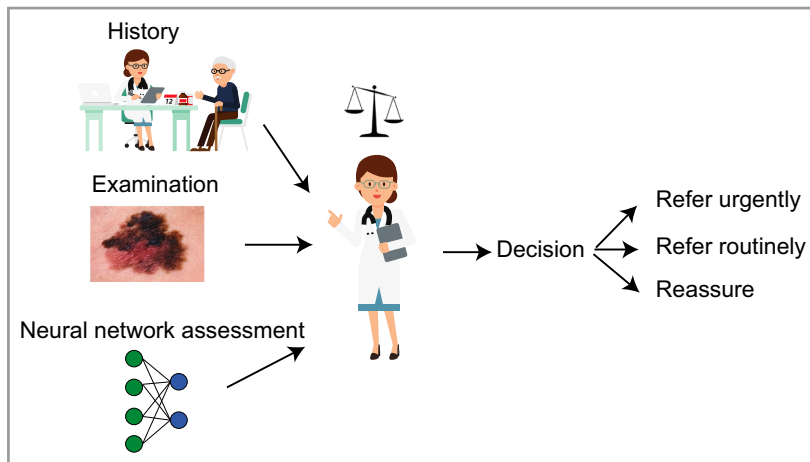 History
12
Examination
Neural network assessment
Decision
Refer urgently
Refer routinely
Reassure